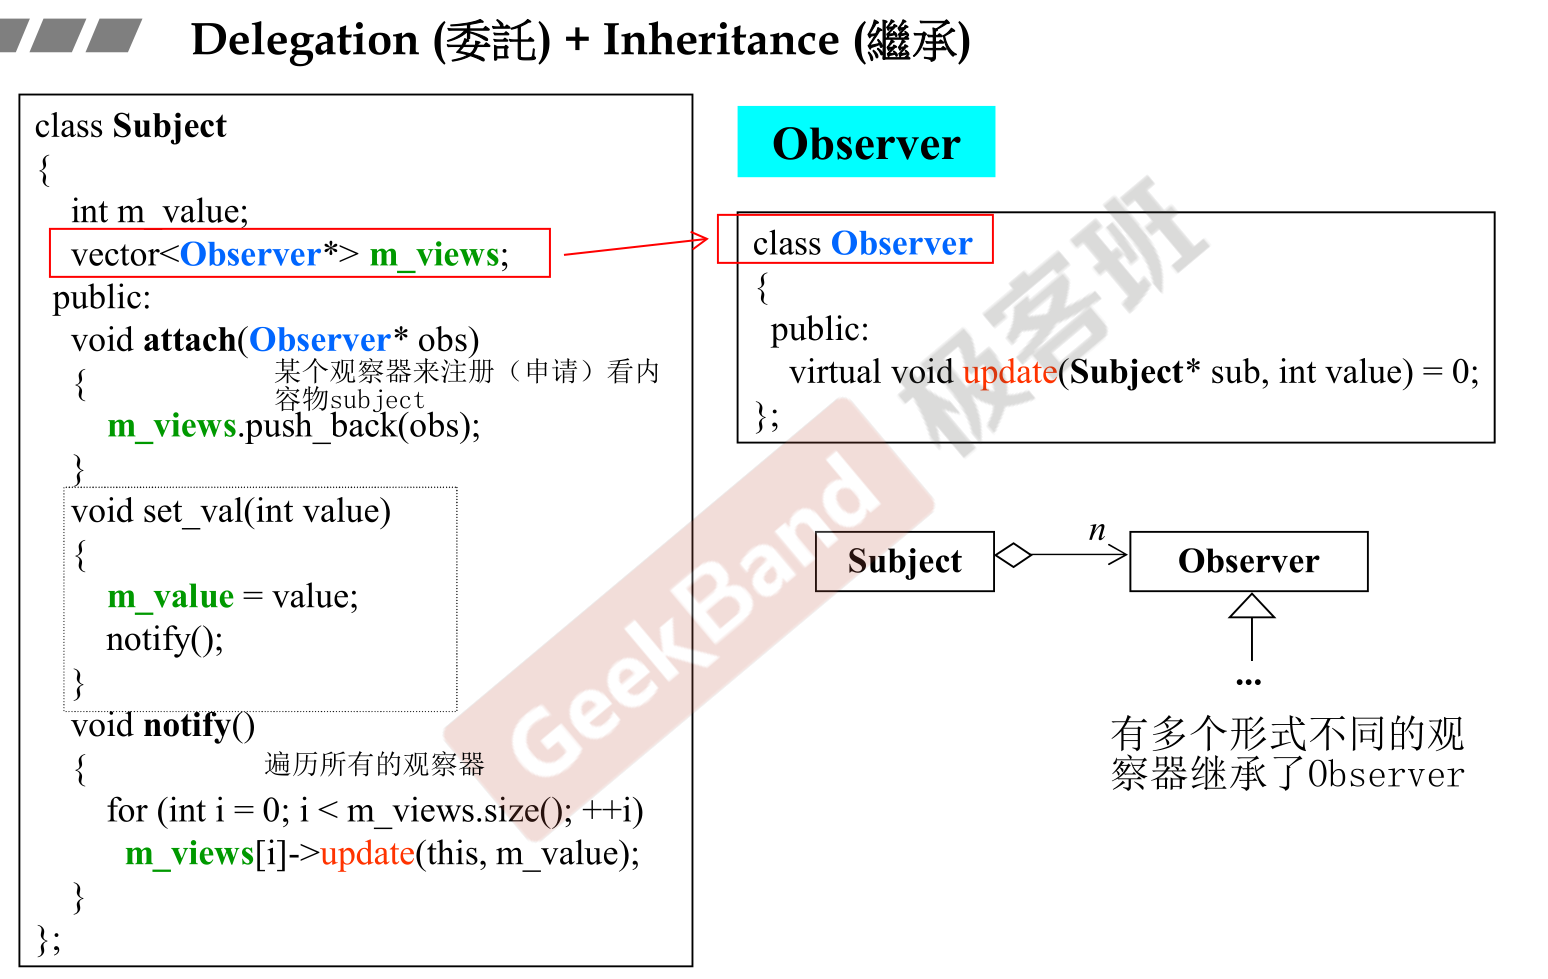 Delegation (委託) + Inheritance (繼承)
class Subject
{
int m_value;
vector<Observer*> m_views;
public:
void attach(Observer* obs)
{
某个观察器来注册（申请）看内
容物subject
m_views.push_back(obs);
}
void set_val(int value)
{
m_value = value;
notify();
}
void notify()
{
遍历所有的观察器
for (int i = 0; i < m_views.size(); ++i)
m_views[i]->update(this, m_value);
}
};
Observer
class Observer
{
public:
virtual void update(Subject* sub, int value) = 0;
};
Subject
n
Observer
...
有多个形式不同的观
察器继承了Observer
GeekBand 极客班